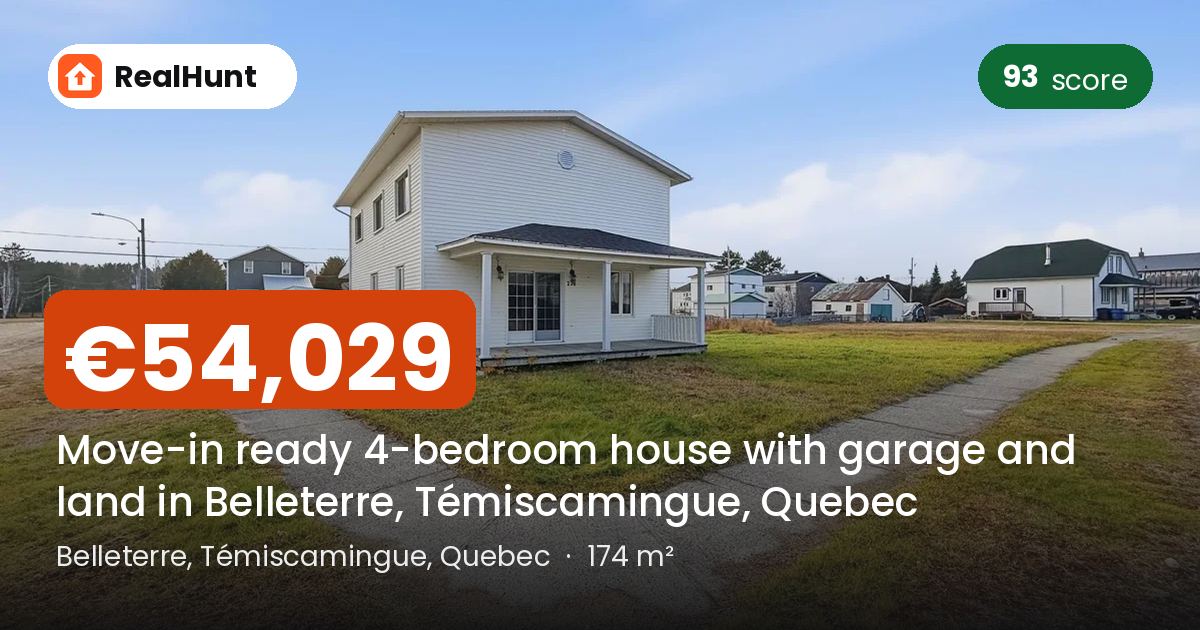 RealHunt
93 score
€54,029
Move-in ready 4-bedroom house with garage and
land in Belleterre, Témiscamingue, Quebec
Belleterre, Témiscamingue, Quebec · 174 m²